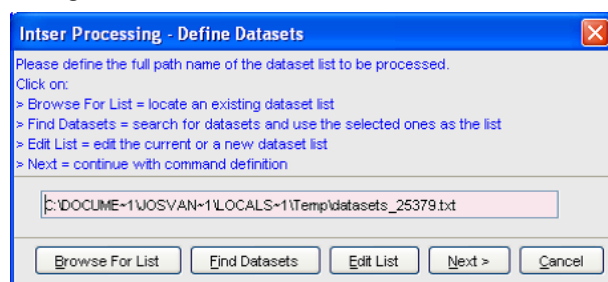 Intser Processing - Define Datasets
Please define the full path name of the dataset list to be processed.
Click on:
> Browse For List = locate an existing dataset list
> Find Datasets = search for datasets and use the selected ones as the list
> Edit List = edit the current or a new dataset list
> Next = continue with command definition
C:\DOCUME~1\JOSVAN~1\LOCALS~1\Temp\datasets_25379.txt
Browse For List Find Datasets Edit List Next > Cancel